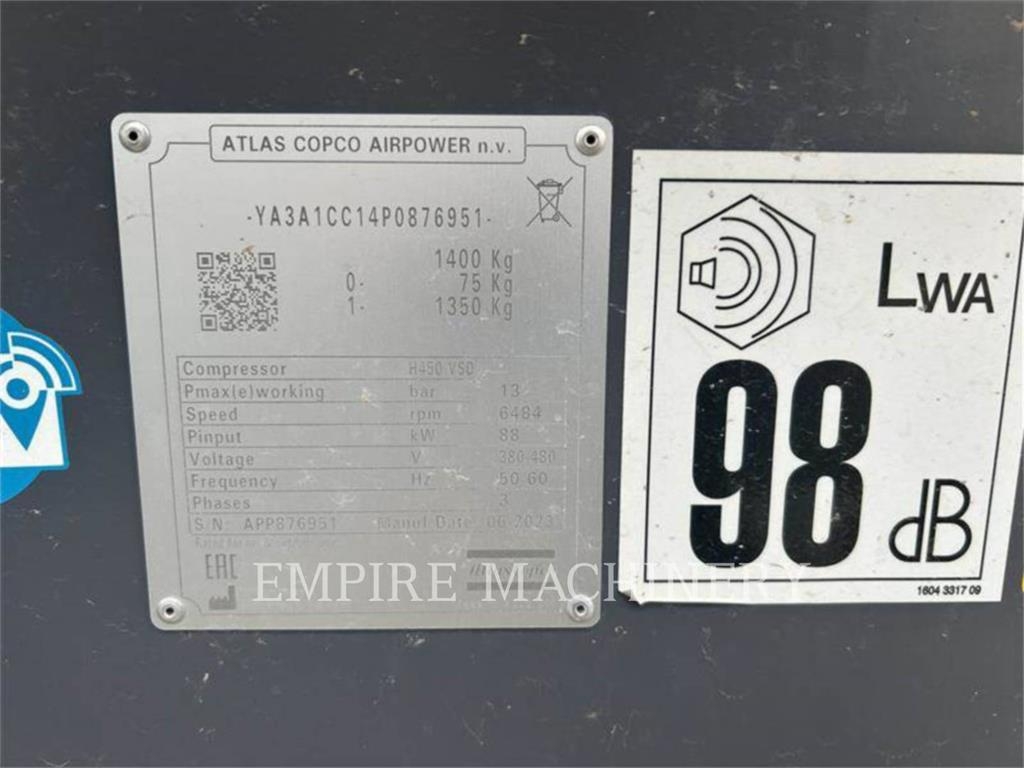 ATLAS COPCO AIRPOWER n.v.
-YA3A1CC14P0876951-
1400 Kg
0- 75 Kg
1- 1350 Kg
Compressor H450 VSD
Pmax(e)working bar 13
Speed rpm 6484
Pinput kW 88
Voltage V 380-480
Frequency Hz 50-60
Phases 3
S.N. APP876951 Manuf.Date 06-2023
EAC
EMPIRE MACHINERY
LWA
98
dB
1604 3317 09